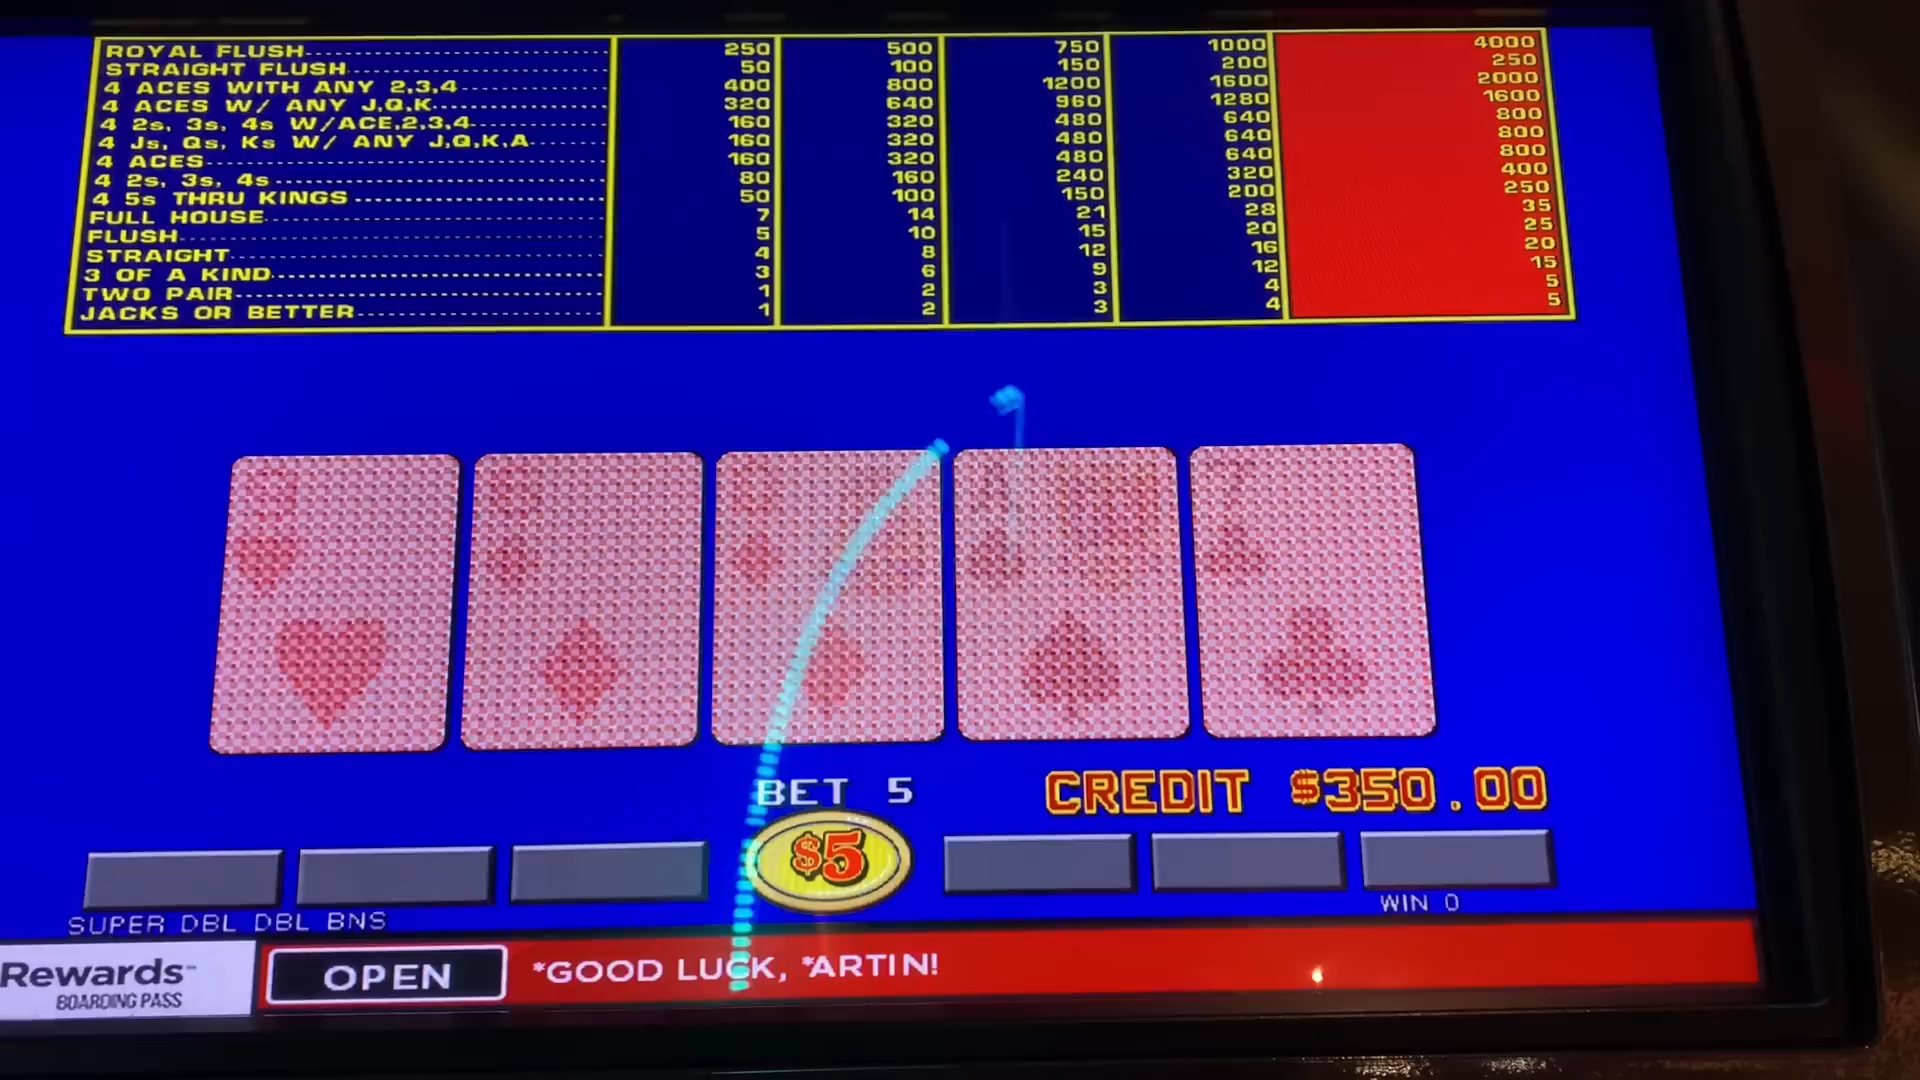 ROYAL FLUSH 250 500 750 1000 4000
STRAIGHT FLUSH 50 100 150 200 250
4 ACES WITH ANY 2,3,4 400 800 1200 1600 2000
4 ACES W/ ANY J,Q,K 320 640 960 1280 1600
4 2s, 3s, 4s W/ACE,2,3,4 160 320 480 640 800
4 Js, Qs, Ks W/ ANY J,Q,K,A 160 320 480 640 800
4 ACES 160 320 480 640 800
4 2s, 3s, 4s 80 160 240 320 400
4 5s THRU KINGS 50 100 150 200 250
FULL HOUSE 7 14 21 28 35
FLUSH 5 10 15 20 25
STRAIGHT 4 8 12 16 20
3 OF A KIND 3 6 9 12 15
TWO PAIR 1 2 3 4 5
JACKS OR BETTER 1 2 3 4 5
BET 5 CREDIT $350.00
$5
WIN 0
SUPER DBL DBL BNS
Rewards™
BOARDING PASS
OPEN
*GOOD LUCK, *ARTIN!